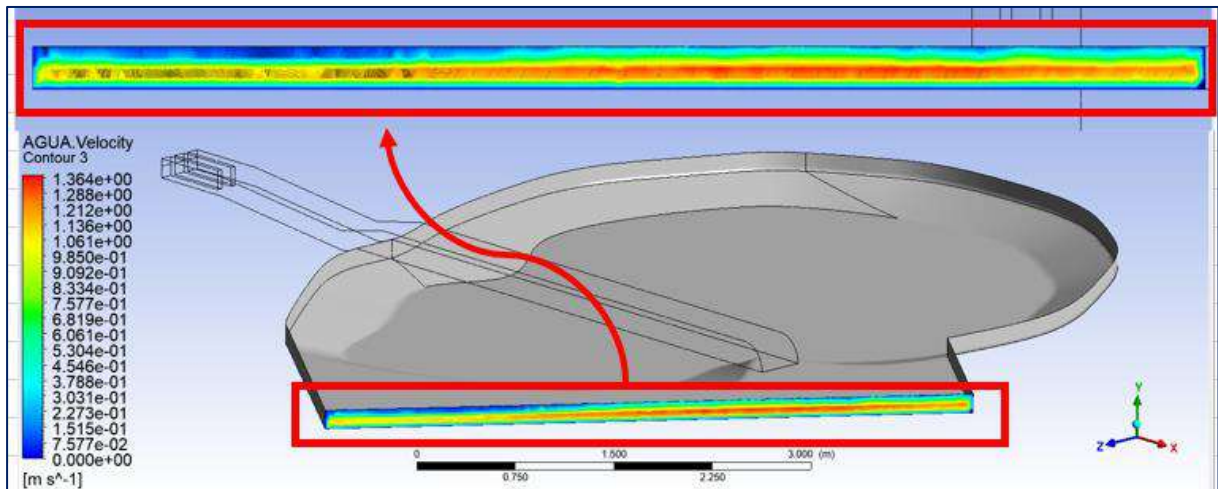 AGUA.Velocity
Contour 3
1.364e+00
1.288e+00
1.212e+00
1.136e+00
1.061e+00
9.850e-01
9.092e-01
8.334e-01
7.577e-01
6.819e-01
6.061e-01
5.304e-01
4.546e-01
3.788e-01
3.031e-01
2.273e-01
1.515e-01
7.577e-02
0.000e+00
[m s^-1]
0 1.500 3.000 (m)
0.750 2.250
Y
Z X